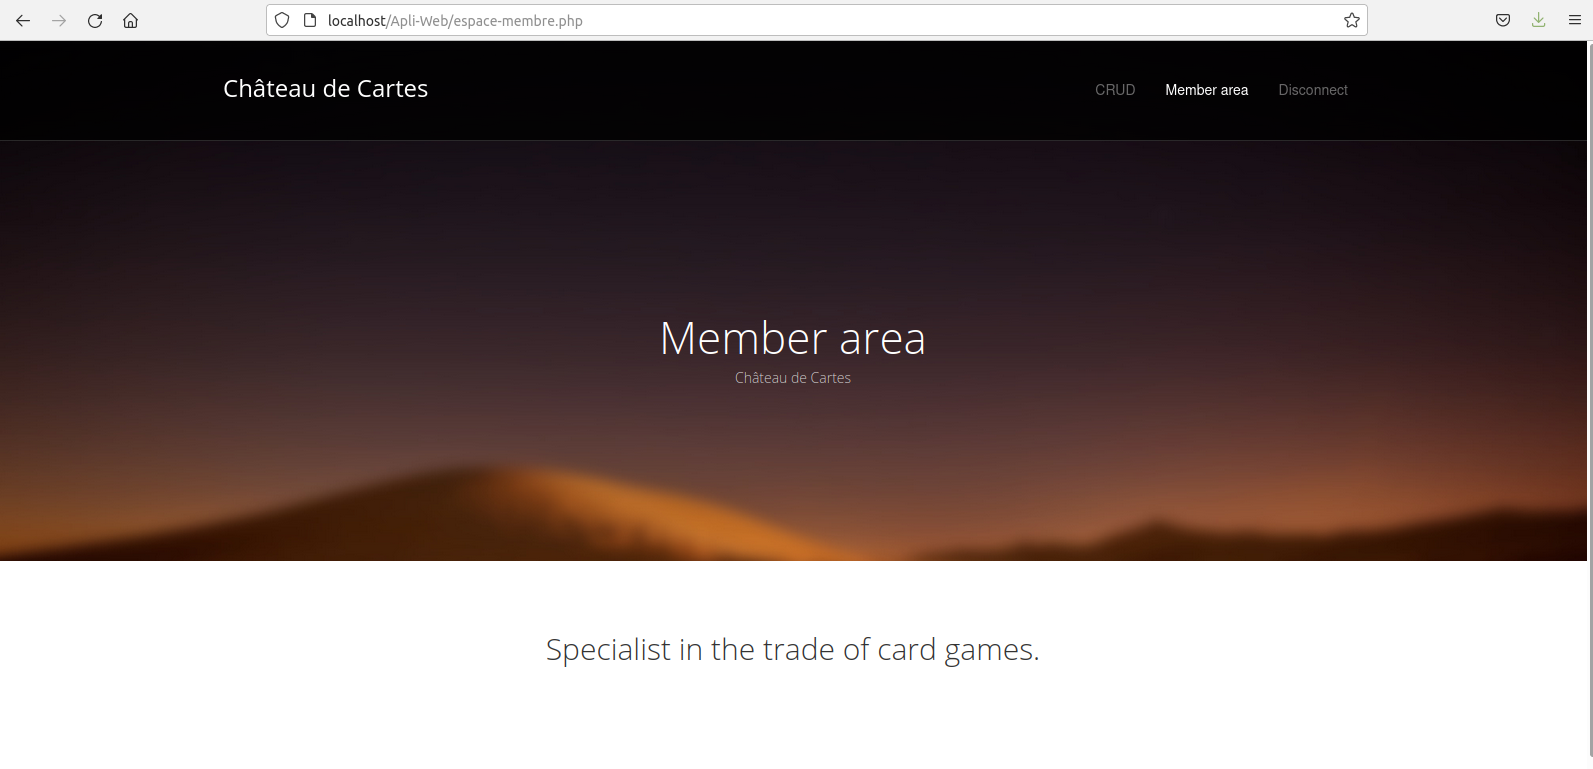 localhost/Apli-Web/espace-membre.php
Château de Cartes
CRUD Member area Disconnect
Member area
Château de Cartes
Specialist in the trade of card games.